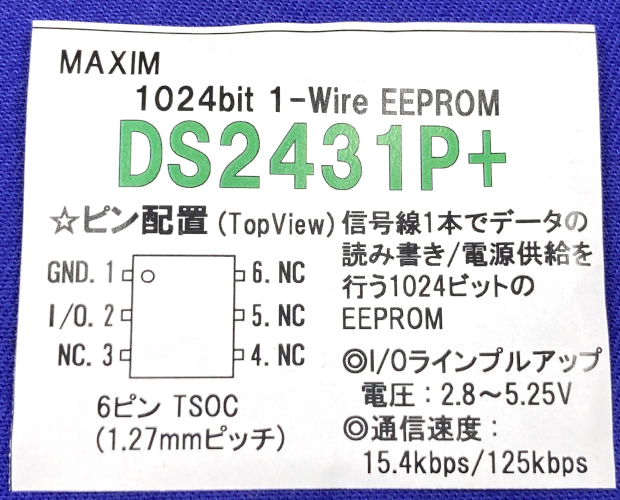 MAXIM
1024bit 1-Wire EEPROM
DS2431P+
☆ピン配置 (TopView)
GND. 1
I/O. 2
NC. 3
6. NC
5. NC
4. NC
6ピン TSOC
(1.27mmピッチ)
信号線1本でデータの
読み書き/電源供給を
行う1024ビットの
EEPROM
◎I/Oラインプルアップ
電圧：2.8～5.25V
◎通信速度：
15.4kbps/125kbps